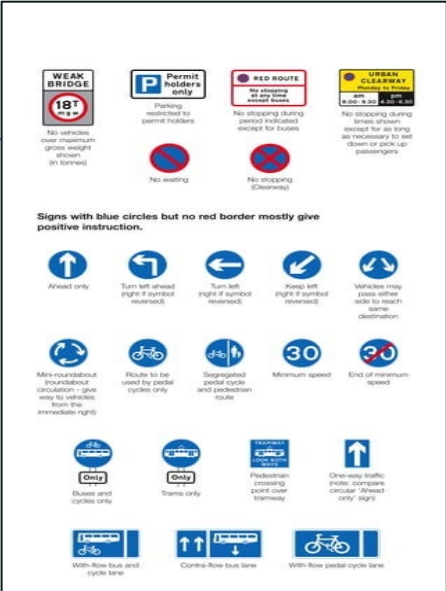 WEAK
BRIDGE
18T
mgw
No vehicles
over maximum
gross weight
shown
(in tonnes)
P Permit
holders
only
Parking
restricted to
permit holders
RED ROUTE
No stopping
at any time
except buses
No stopping during
period indicated
except for buses
URBAN
CLEARWAY
Monday to Friday
am pm
8.00 - 9.30 4.30 - 6.30
No stopping during
times shown
except for as long
as necessary to set
down or pick up
passengers
No waiting
No stopping
(Clearway)
Signs with blue circles but no red border mostly give
positive instruction.
Ahead only
Turn left ahead
(right if symbol
reversed)
Turn left
(right if symbol
reversed)
Keep left
(right if symbol
reversed)
Vehicles may
pass either
side to reach
same
destination
Mini-roundabout
(roundabout
circulation - give
way to vehicles
from the
immediate right)
Route to be
used by pedal
cycles only
Segregated
pedal cycle
and pedestrian
route
30
Minimum speed
30
End of minimum
speed
Only
Buses and
cycles only
Only
Trams only
TRAMWAY
LOOK BOTH
WAYS
Pedestrian
crossing
point over
tramway
One-way traffic
(note: compare
circular 'Ahead
only' sign)
With-flow bus and
cycle lane
Contra-flow bus lane
With-flow pedal cycle lane